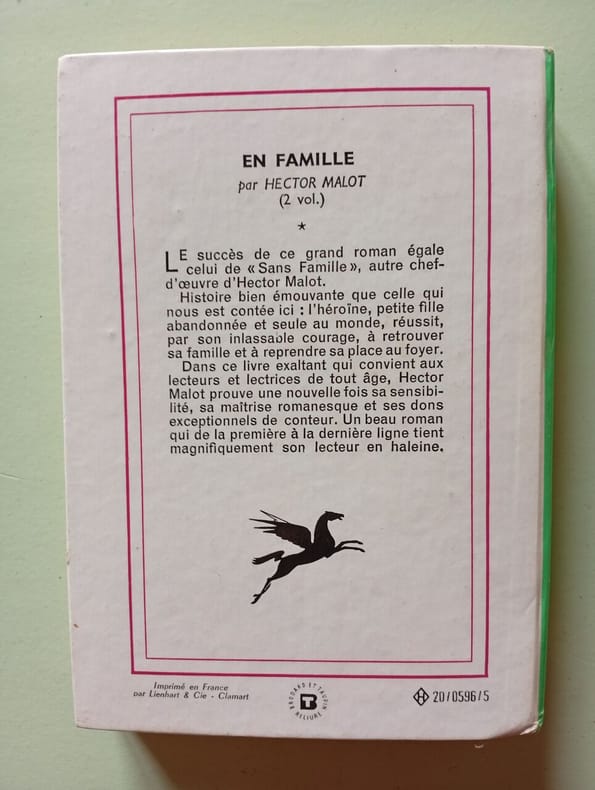 EN FAMILLE
par HECTOR MALOT
(2 vol.)
*
LE succès de ce grand roman égale
celui de « Sans Famille », autre chef-
d'œuvre d'Hector Malot.
Histoire bien émouvante que celle qui
nous est contée ici : l'héroïne, petite fille
abandonnée et seule au monde, réussit,
par son inlassable courage, à retrouver
sa famille et à reprendre sa place au foyer.
Dans ce livre exaltant qui convient aux
lecteurs et lectrices de tout âge, Hector
Malot prouve une nouvelle fois sa sensibi-
lité, sa maîtrise romanesque et ses dons
exceptionnels de conteur. Un beau roman
qui de la première à la dernière ligne tient
magnifiquement son lecteur en haleine.
Imprimé en France
par Lienhart & Cie - Clamart
BRODARD ET TAUPIN
BT
RELIURE
H 20/0596/5